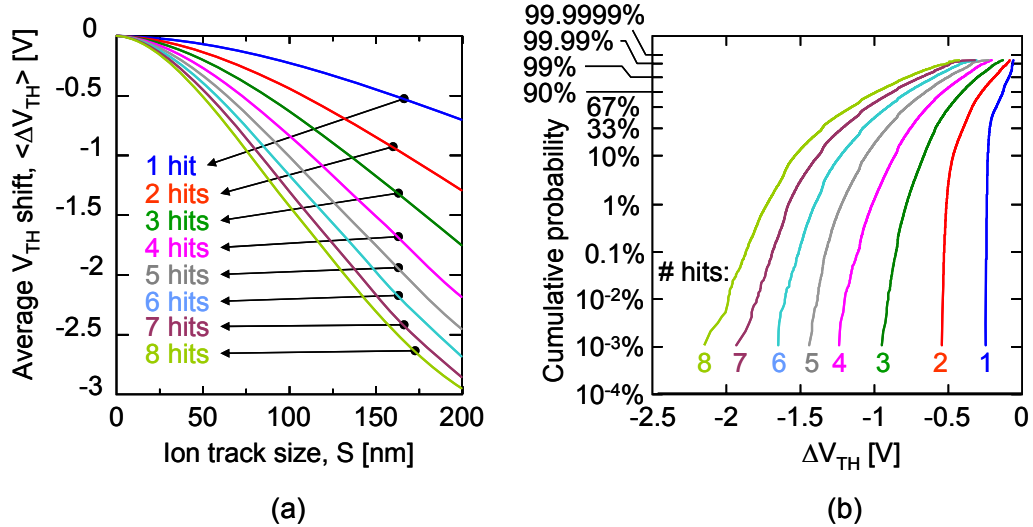 Average V_TH shift, <ΔV_TH> [V]
0
-0.5
-1
-1.5
-2
-2.5
-3
1 hit
2 hits
3 hits
4 hits
5 hits
6 hits
7 hits
8 hits
0 50 100 150 200
Ion track size, S [nm]
(a)
Cumulative probability
99.9999%
99.99%
99%
90%
67%
33%
10%
1%
0.1%
10⁻²%
10⁻³%
10⁻⁴%
# hits:
8 7 6 5 4 3 2 1
-2.5 -2 -1.5 -1 -0.5 0
ΔV_TH [V]
(b)